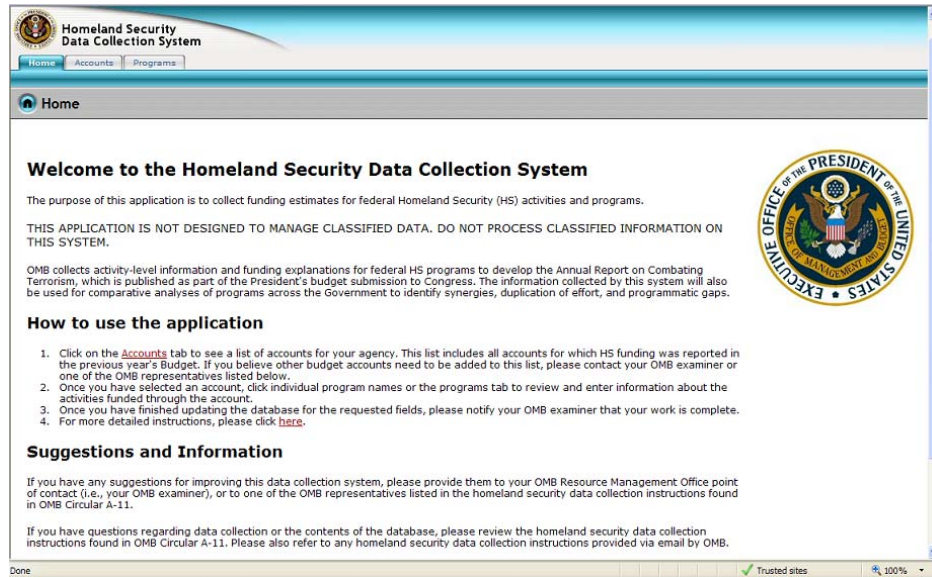 Homeland Security
Data Collection System
Home Accounts Programs
Home
Welcome to the Homeland Security Data Collection System
The purpose of this application is to collect funding estimates for federal Homeland Security (HS) activities and programs.
THIS APPLICATION IS NOT DESIGNED TO MANAGE CLASSIFIED DATA. DO NOT PROCESS CLASSIFIED INFORMATION ON
THIS SYSTEM.
OMB collects activity-level information and funding explanations for federal HS programs to develop the Annual Report on Combating
Terrorism, which is published as part of the President's budget submission to Congress. The information collected by this system will also
be used for comparative analyses of programs across the Government to identify synergies, duplication of effort, and programmatic gaps.
EXECUTIVE OFFICE OF THE PRESIDENT OF THE UNITED STATES
OFFICE OF MANAGEMENT AND BUDGET
How to use the application
1. Click on the Accounts tab to see a list of accounts for your agency. This list includes all accounts for which HS funding was reported in
the previous year's Budget. If you believe other budget accounts need to be added to this list, please contact your OMB examiner or
one of the OMB representatives listed below.
2. Once you have selected an account, click individual program names or the programs tab to review and enter information about the
activities funded through the account.
3. Once you have finished updating the database for the requested fields, please notify your OMB examiner that your work is complete.
4. For more detailed instructions, please click here.
Suggestions and Information
If you have any suggestions for improving this data collection system, please provide them to your OMB Resource Management Office point
of contact (i.e., your OMB examiner), or to one of the OMB representatives listed in the homeland security data collection instructions found
in OMB Circular A-11.
If you have questions regarding data collection or the contents of the database, please review the homeland security data collection
instructions found in OMB Circular A-11. Please also refer to any homeland security data collection instructions provided via email by OMB.
Done Trusted sites 100%